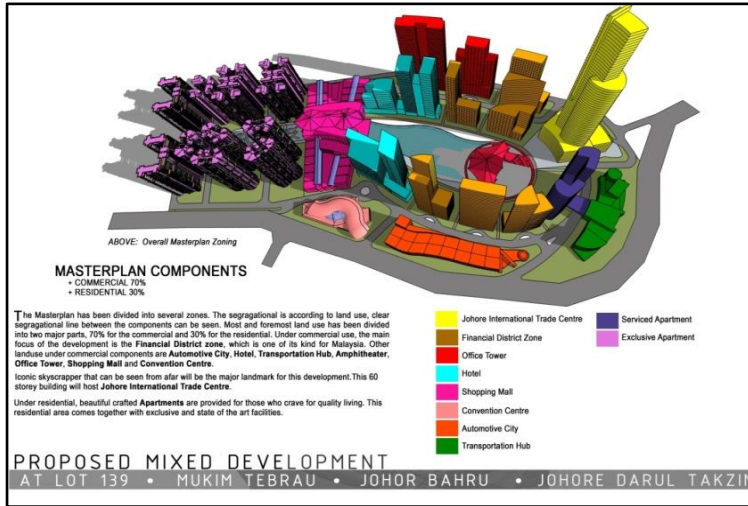 ABOVE: Overall Masterplan Zoning
MASTERPLAN COMPONENTS
+ COMMERCIAL 70%
+ RESIDENTIAL 30%
The Masterplan has been divided into several zones. The segragational is according to land use, clear
segragational line between the components can be seen. Most and foremost land use has been divided
into two major parts, 70% for the commercial and 30% for the residential. Under commercial use, the main
focus of the development is the Financial District zone, which is one of its kind for Malaysia. Other
landuse under commercial components are Automotive City, Hotel, Transportation Hub, Amphitheater,
Office Tower, Shopping Mall and Convention Centre.
Iconic skyscrapper that can be seen from afar will be the major landmark for this development.This 60
storey building will host Johore International Trade Centre.
Under residential, beautiful crafted Apartments are provided for those who crave for quality living. This
residential area comes together with exclusive and state of the art facilities.
Johore International Trade Centre
Financial District Zone
Office Tower
Hotel
Shopping Mall
Convention Centre
Automotive City
Transportation Hub
Serviced Apartment
Exclusive Apartment
PROPOSED MIXED DEVELOPMENT
AT LOT 139 • MUKIM TEBRAU • JOHOR BAHRU • JOHORE DARUL TAKZIM